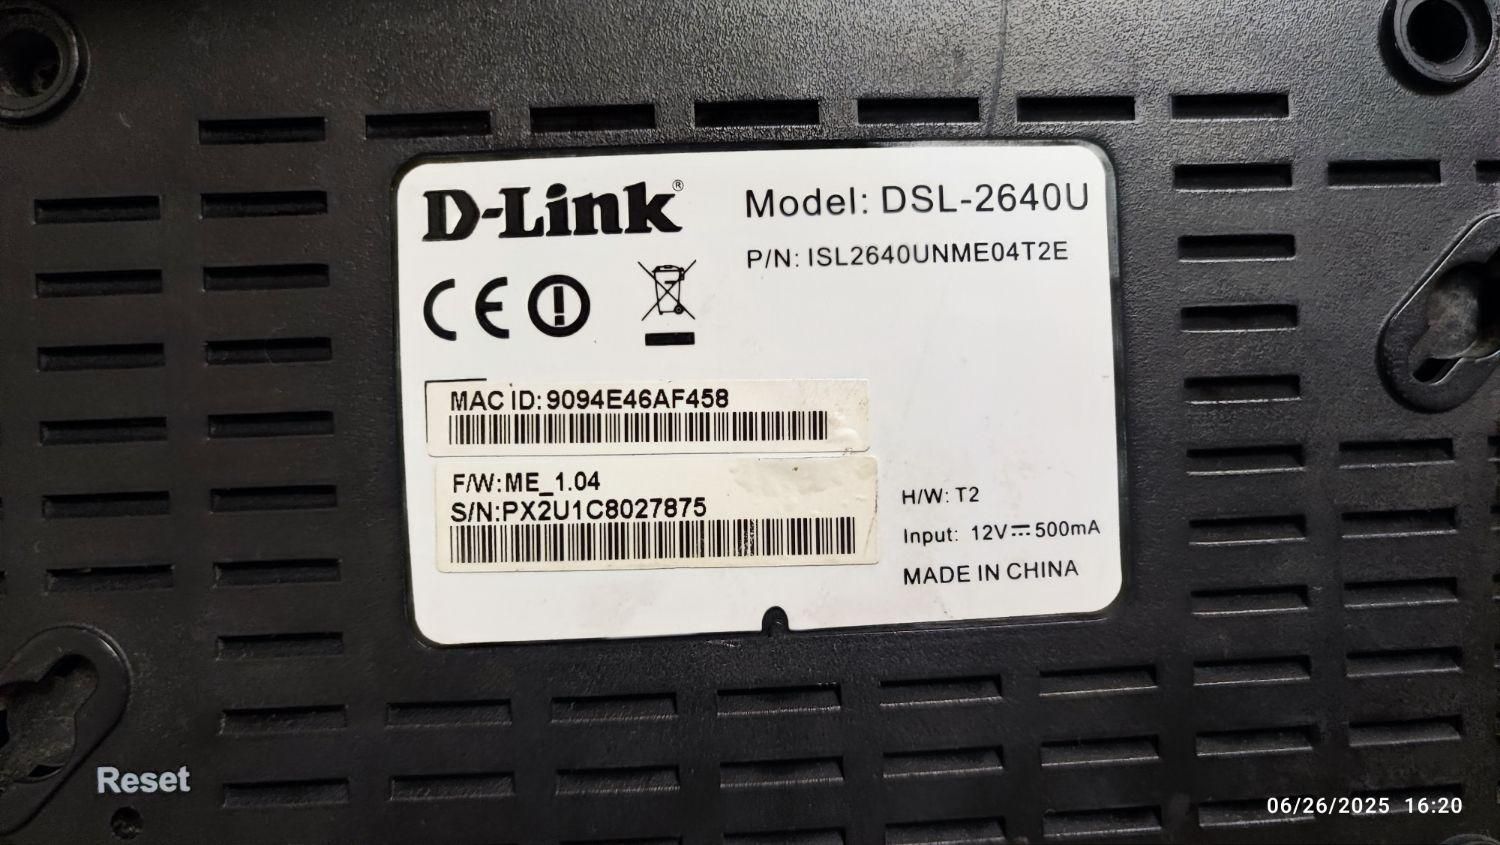 D-Link®
Model: DSL-2640U
P/N: ISL2640UNME04T2E
CE
MAC ID: 9094E46AF458
F/W:ME_1.04
S/N:PX2U1C8027875
H/W: T2
Input: 12V⎓500mA
MADE IN CHINA
Reset
06/26/2025 16:20